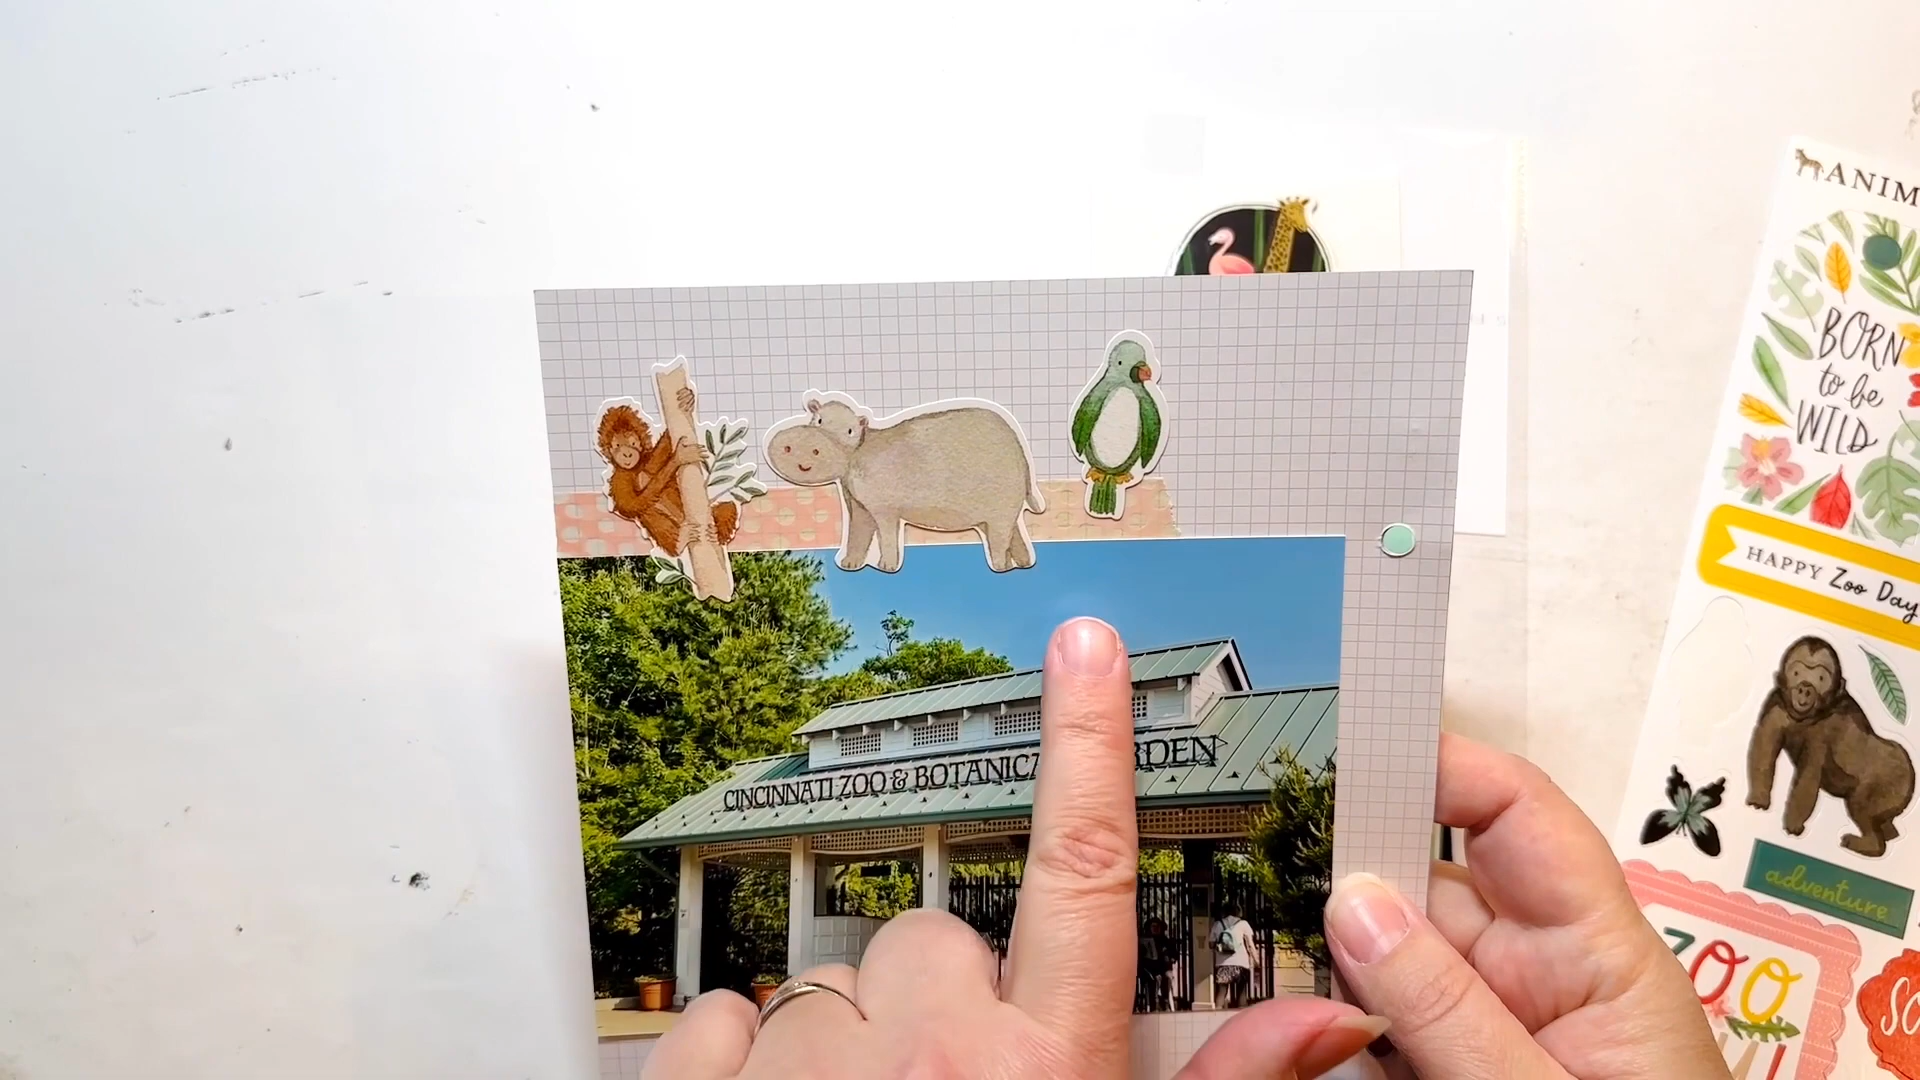 CINCINNATI ZOO & BOTANICA RDEN
ANIM
BORN
to be
WILD
HAPPY Zoo Day
adventure
ZOO